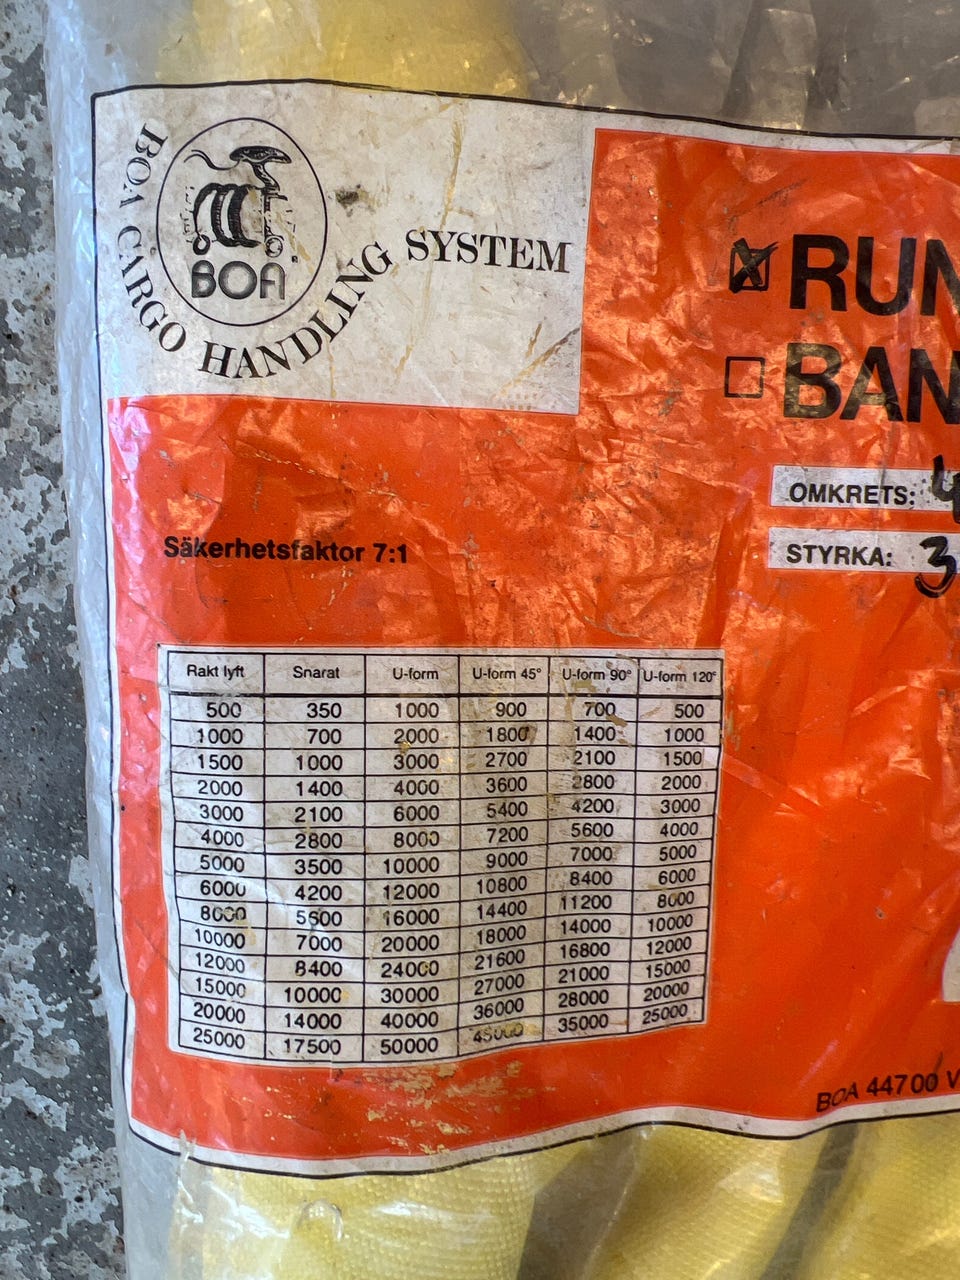 BOA CARGO HANDLING SYSTEM
BOA
RUN
BAN
OMKRETS: 4
STYRKA: 3
Säkerhetsfaktor 7:1
Rakt lyft Snarat U-form U-form 45° U-form 90° U-form 120°
500 350 1000 900 700 500
1000 700 2000 1800 1400 1000
1500 1000 3000 2700 2100 1500
2000 1400 4000 3600 2800 2000
3000 2100 6000 5400 4200 3000
4000 2800 8000 7200 5600 4000
5000 3500 10000 9000 7000 5000
6000 4200 12000 10800 8400 6000
8000 5600 16000 14400 11200 8000
10000 7000 20000 18000 14000 10000
12000 8400 24000 21600 16800 12000
15000 10000 30000 27000 21000 15000
20000 14000 40000 36000 28000 20000
25000 17500 50000 45000 35000 25000
BOA 447 00 V